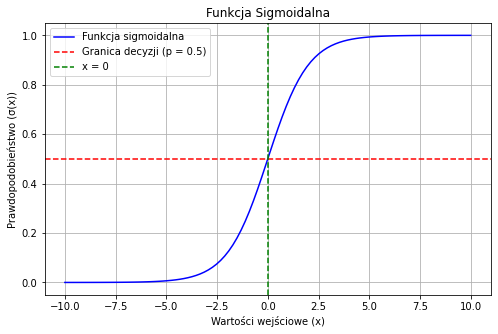 Funkcja Sigmoidalna
Funkcja sigmoidalna
Granica decyzji (p = 0.5)
x = 0
Prawdopodobieństwo (σ(x))
1.0
0.8
0.6
0.4
0.2
0.0
−10.0 −7.5 −5.0 −2.5 0.0 2.5 5.0 7.5 10.0
Wartości wejściowe (x)